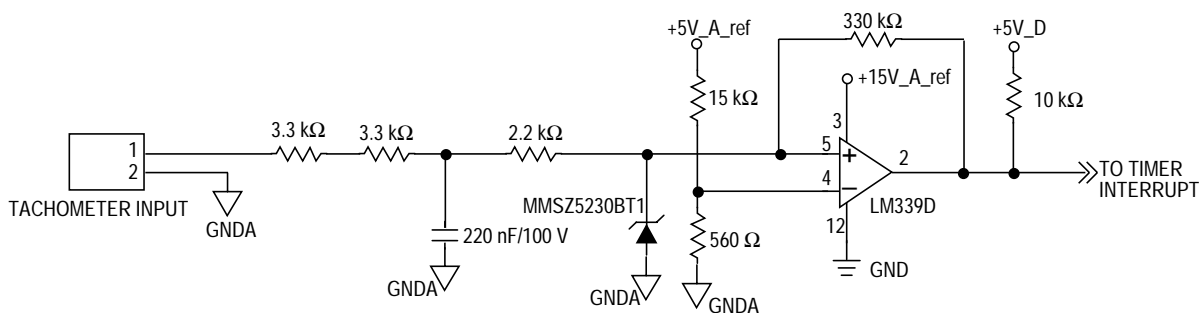 330 kΩ
+5V_A_ref
+5V_D
+15V_A_ref
15 kΩ
10 kΩ
3.3 kΩ
3.3 kΩ
2.2 kΩ
3
1
2
5
+
2
4
−
TO TIMER
INTERRUPT
TACHOMETER INPUT
GNDA
MMSZ5230BT1
LM339D
12
220 nF/100 V
560 Ω
GND
GNDA
GNDA
GNDA